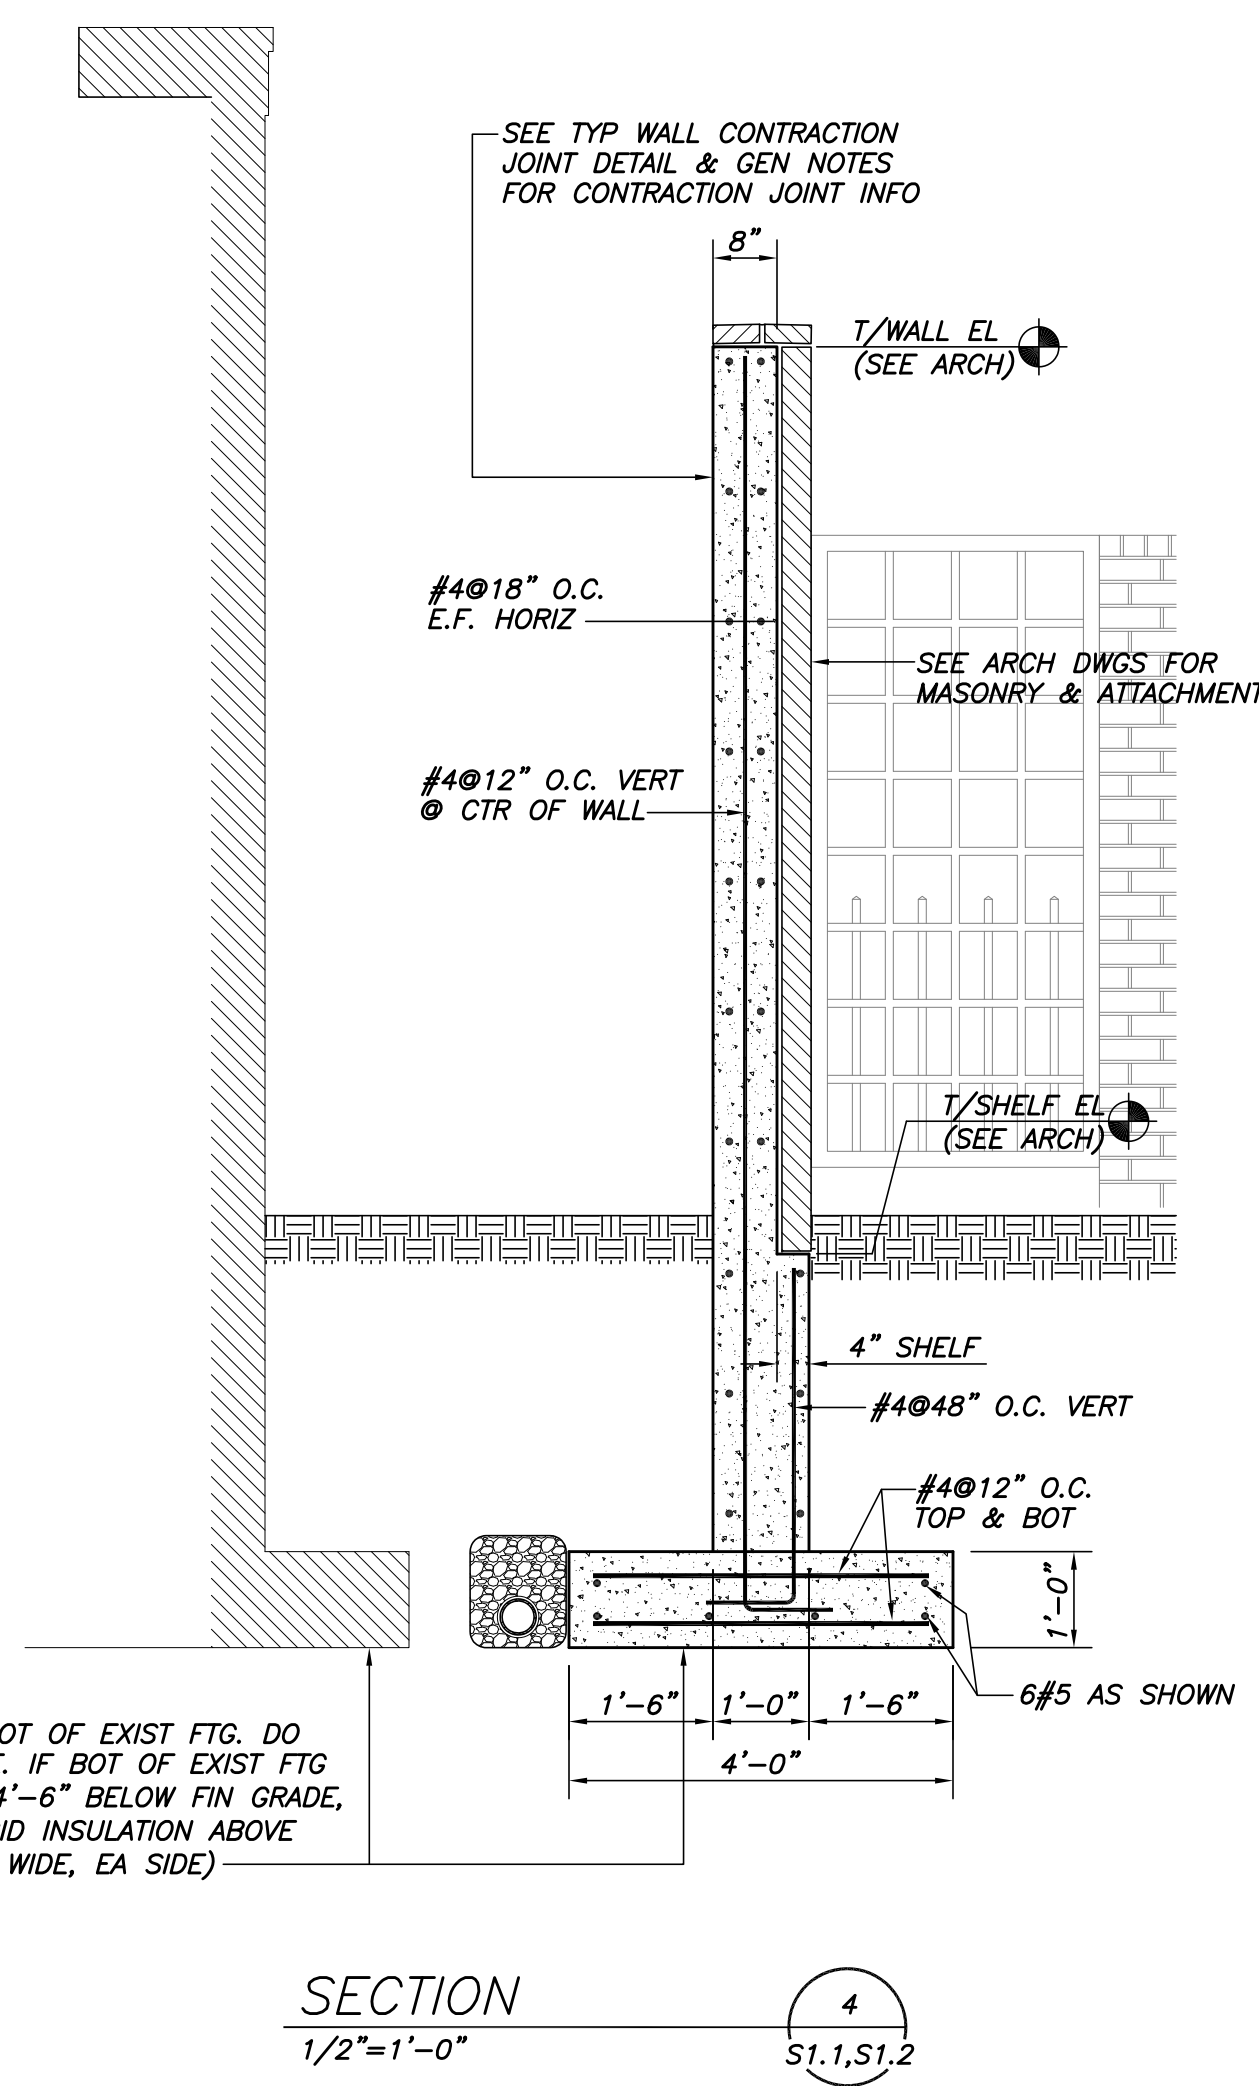 SEE TYP WALL CONTRACTION
JOINT DETAIL & GEN NOTES
FOR CONTRACTION JOINT INFO
8"
T/WALL EL
(SEE ARCH)
#4@18" O.C.
E.F. HORIZ
SEE ARCH DWGS FOR
MASONRY & ATTACHMENT
#4@12" O.C. VERT
@ CTR OF WALL
T/SHELF EL
(SEE ARCH)
4" SHELF
#4@48" O.C. VERT
#4@12" O.C.
TOP & BOT
1'-0"
6#5 AS SHOWN
1'-6"
1'-0"
1'-6"
4'-0"
OF EXIST FTG. DO
IF BOT OF EXIST FTG
4'-6" BELOW FIN GRADE,
INSULATION ABOVE
WIDE, EA SIDE)
SECTION
1/2"=1'-0"
4
S1.1,S1.2